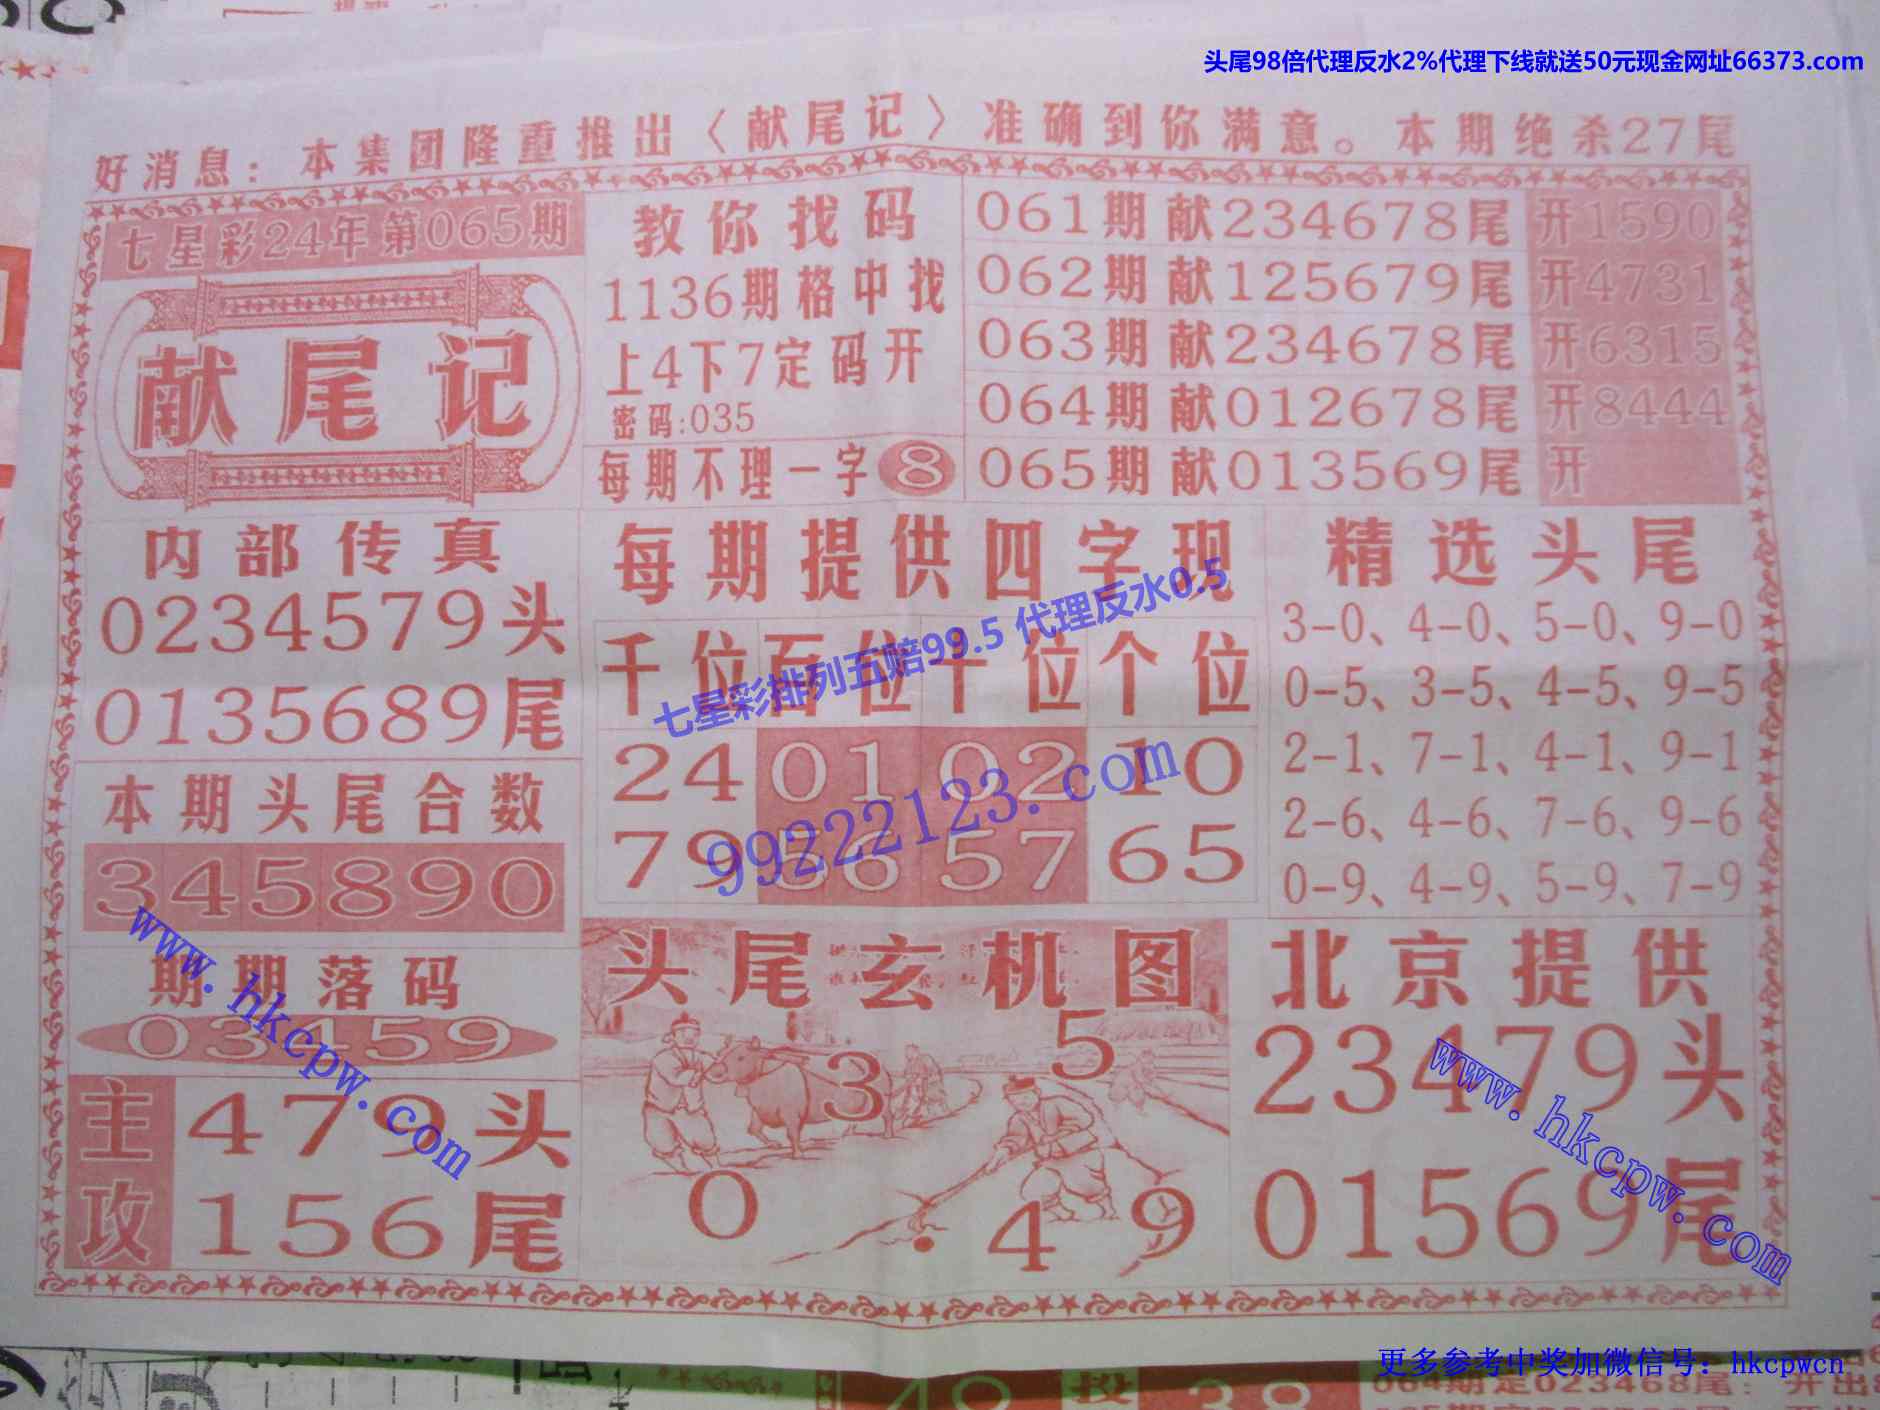 头尾98倍代理反水2%代理下线就送50元现金网址66373.com
好消息：本集团隆重推出〈献尾记〉准确到你满意。本期绝杀27尾
七星彩24年第065期
献尾记
教你找码
1136期格中找
上4下7定码开
密码:035
每期不理一字8
061期献234678尾 开1590
062期献125679尾 开4731
063期献234678尾 开6315
064期献012678尾 开8444
065期献013569尾 开
内部传真
0234579头
0135689尾
本期头尾合数
345890
期期落码
03459
主攻
479头
156尾
每期提供四字现
千位 百位 十位 个位
24 01 02 10
79 56 57 65
七星彩排列五赔99.5 代理反水0.5
99222123.com
精选头尾
3-0、4-0、5-0、9-0
0-5、3-5、4-5、9-5
2-1、7-1、4-1、9-1
2-6、4-6、7-6、9-6
0-9、4-9、5-9、7-9
头尾玄机图
5
3
0
4
9
北京提供
23479头
01569尾
www.hkcpw.com
www.hkcpw.com
更多参考中奖加微信号：hkcpwcn
064期定023468尾：开出8